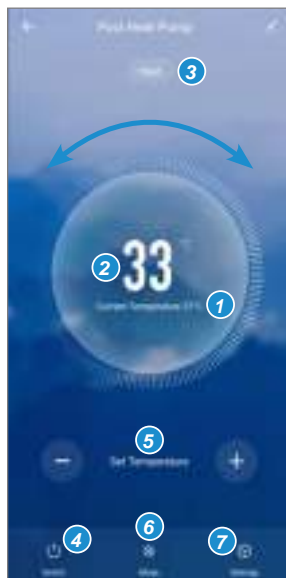 Pool Heat Pump
Heat 3
33 °C
2
Current Temperature 1
5
Set Temperature
4 6 7